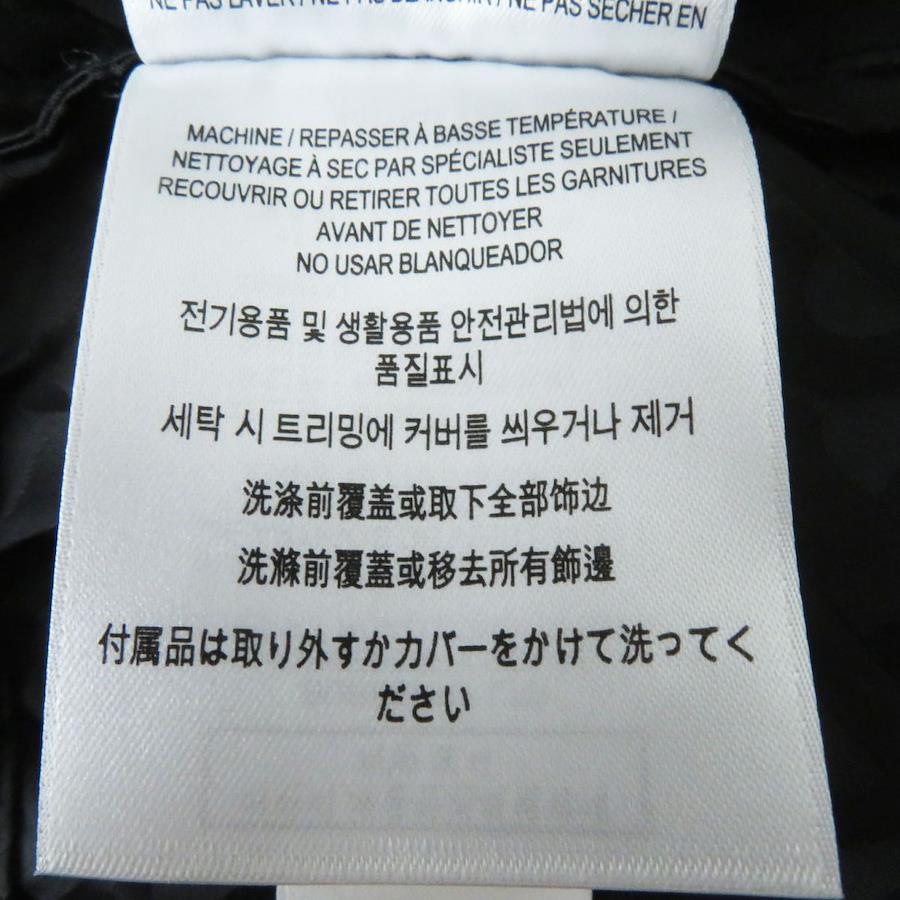 NE PAS LAVER / NE PAS BLANCHIR / NE PAS SÉCHER EN
MACHINE / REPASSER À BASSE TEMPÉRATURE /
NETTOYAGE À SEC PAR SPÉCIALISTE SEULEMENT
RECOUVRIR OU RETIRER TOUTES LES GARNITURES
AVANT DE NETTOYER
NO USAR BLANQUEADOR
전기용품 및 생활용품 안전관리법에 의한
품질표시
세탁 시 트리밍에 커버를 씌우거나 제거
洗涤前覆盖或取下全部饰边
洗滌前覆蓋或移去所有飾邊
付属品は取り外すかカバーをかけて洗ってく
ださい